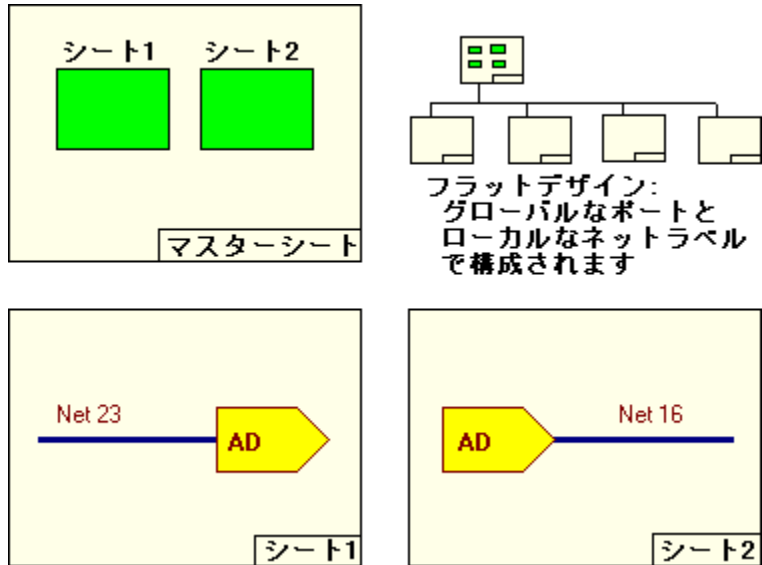 シート1
シート2
マスターシート
フラットデザイン:
グローバルなポートと
ローカルなネットラベル
で構成されます
Net 23
AD
シート1
AD
Net 16
シート2